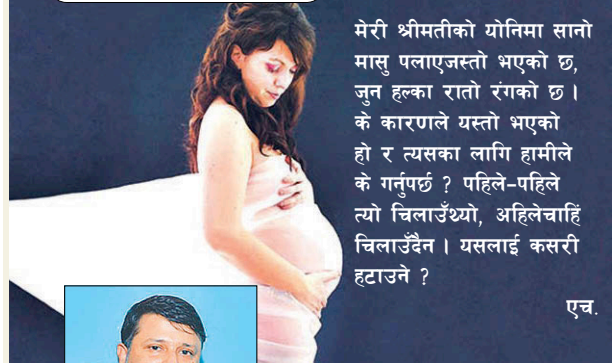 मेरी श्रीमतीको योनिमा सानो
मासु पलाएजस्तो भएको छ,
जुन हल्का रातो रंगको छ ।
के कारणले यस्तो भएको
हो र त्यसका लागि हामीले
के गर्नुपर्छ ? पहिले–पहिले
त्यो चिलाउँथ्यो, अहिलेचाहिं
चिलाउँदैन । यसलाई कसरी
हटाउने ?
एच.